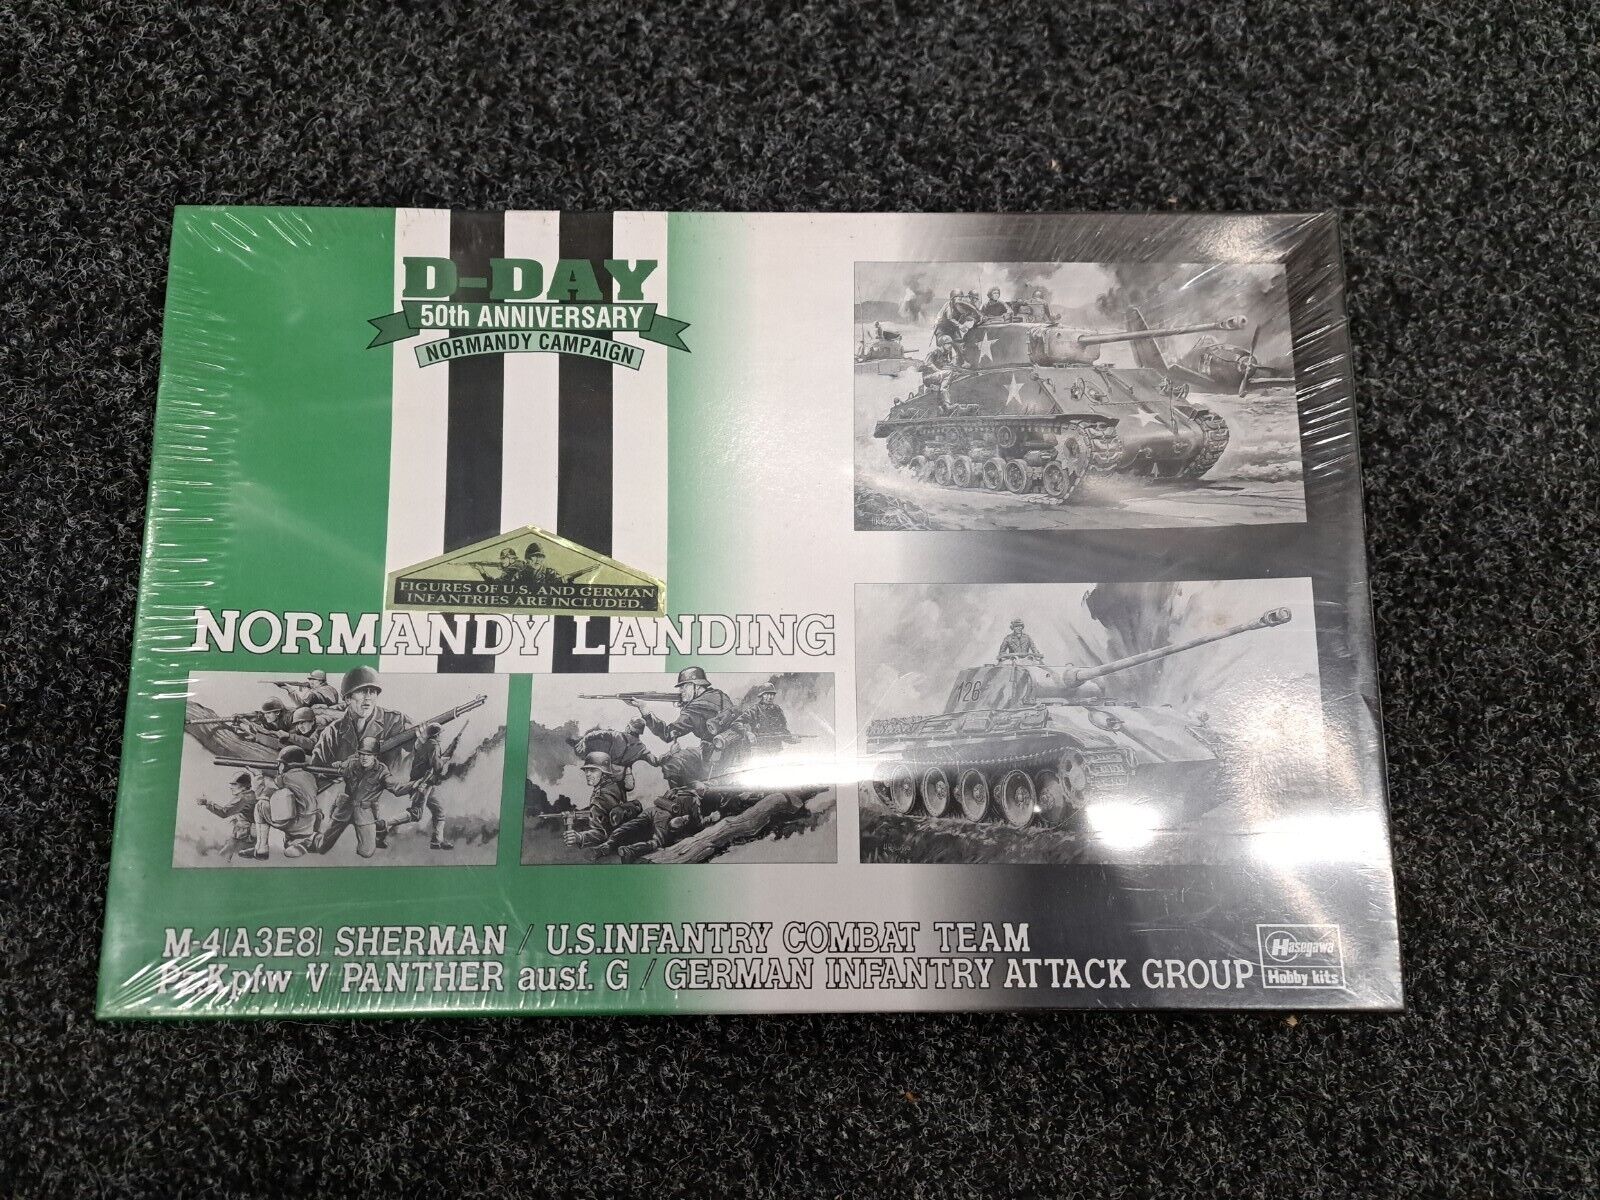 D-DAY
50th ANNIVERSARY
NORMANDY CAMPAIGN
FIGURES OF U.S. AND GERMAN
INFANTRIES ARE INCLUDED.
NORMANDY LANDING
126
M-4(A3E8) SHERMAN / U.S.INFANTRY COMBAT TEAM
Pz.Kpfw V PANTHER ausf. G / GERMAN INFANTRY ATTACK GROUP
Hasegawa
Hobby kits